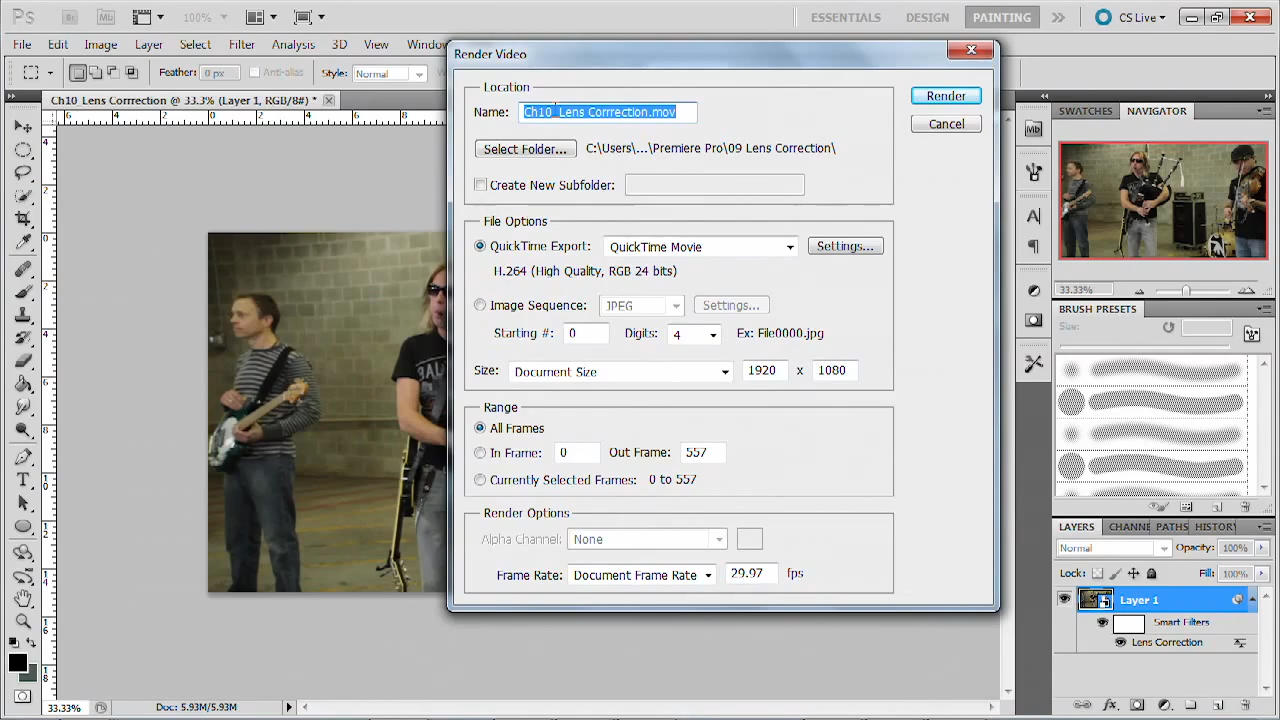 Ps Br Mb 100% ESSENTIALS DESIGN PAINTING CS Live
File Edit Image Layer Select Filter Analysis 3D View Window
Feather: 0 px Anti-alias Style: Normal
Ch10_Lens Corrrection @ 33.3% (Layer 1, RGB/8#) *
Render Video
Location
Name: Ch10_Lens Corrrection.mov
Render
Cancel
Select Folder... C:\Users\...\Premiere Pro\09 Lens Correction\
Create New Subfolder:
File Options
QuickTime Export: QuickTime Movie Settings...
H.264 (High Quality, RGB 24 bits)
Image Sequence: JPEG Settings...
Starting #: 0 Digits: 4 Ex: File0000.jpg
Size: Document Size 1920 x 1080
Range
All Frames
In Frame: 0 Out Frame: 557
Currently Selected Frames: 0 to 557
Render Options
Alpha Channel: None
Frame Rate: Document Frame Rate 29.97 fps
SWATCHES NAVIGATOR
33.33%
BRUSH PRESETS
Size:
LAYERS CHANNE PATHS HISTORY
Normal Opacity: 100%
Lock: Fill: 100%
Layer 1
Smart Filters
Lens Correction
33.33% Doc: 5.93M/5.93M